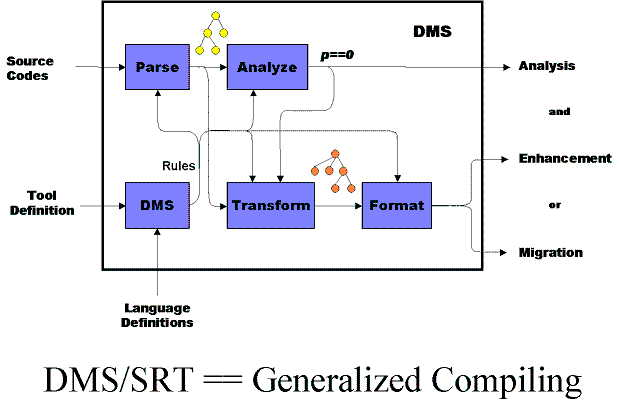 DMS
Source
Codes
Parse
Analyze
p==0
Analysis
and
Rules
Enhancement
Tool
Definition
DMS
Transform
Format
or
Migration
Language
Definitions
DMS/SRT == Generalized Compiling